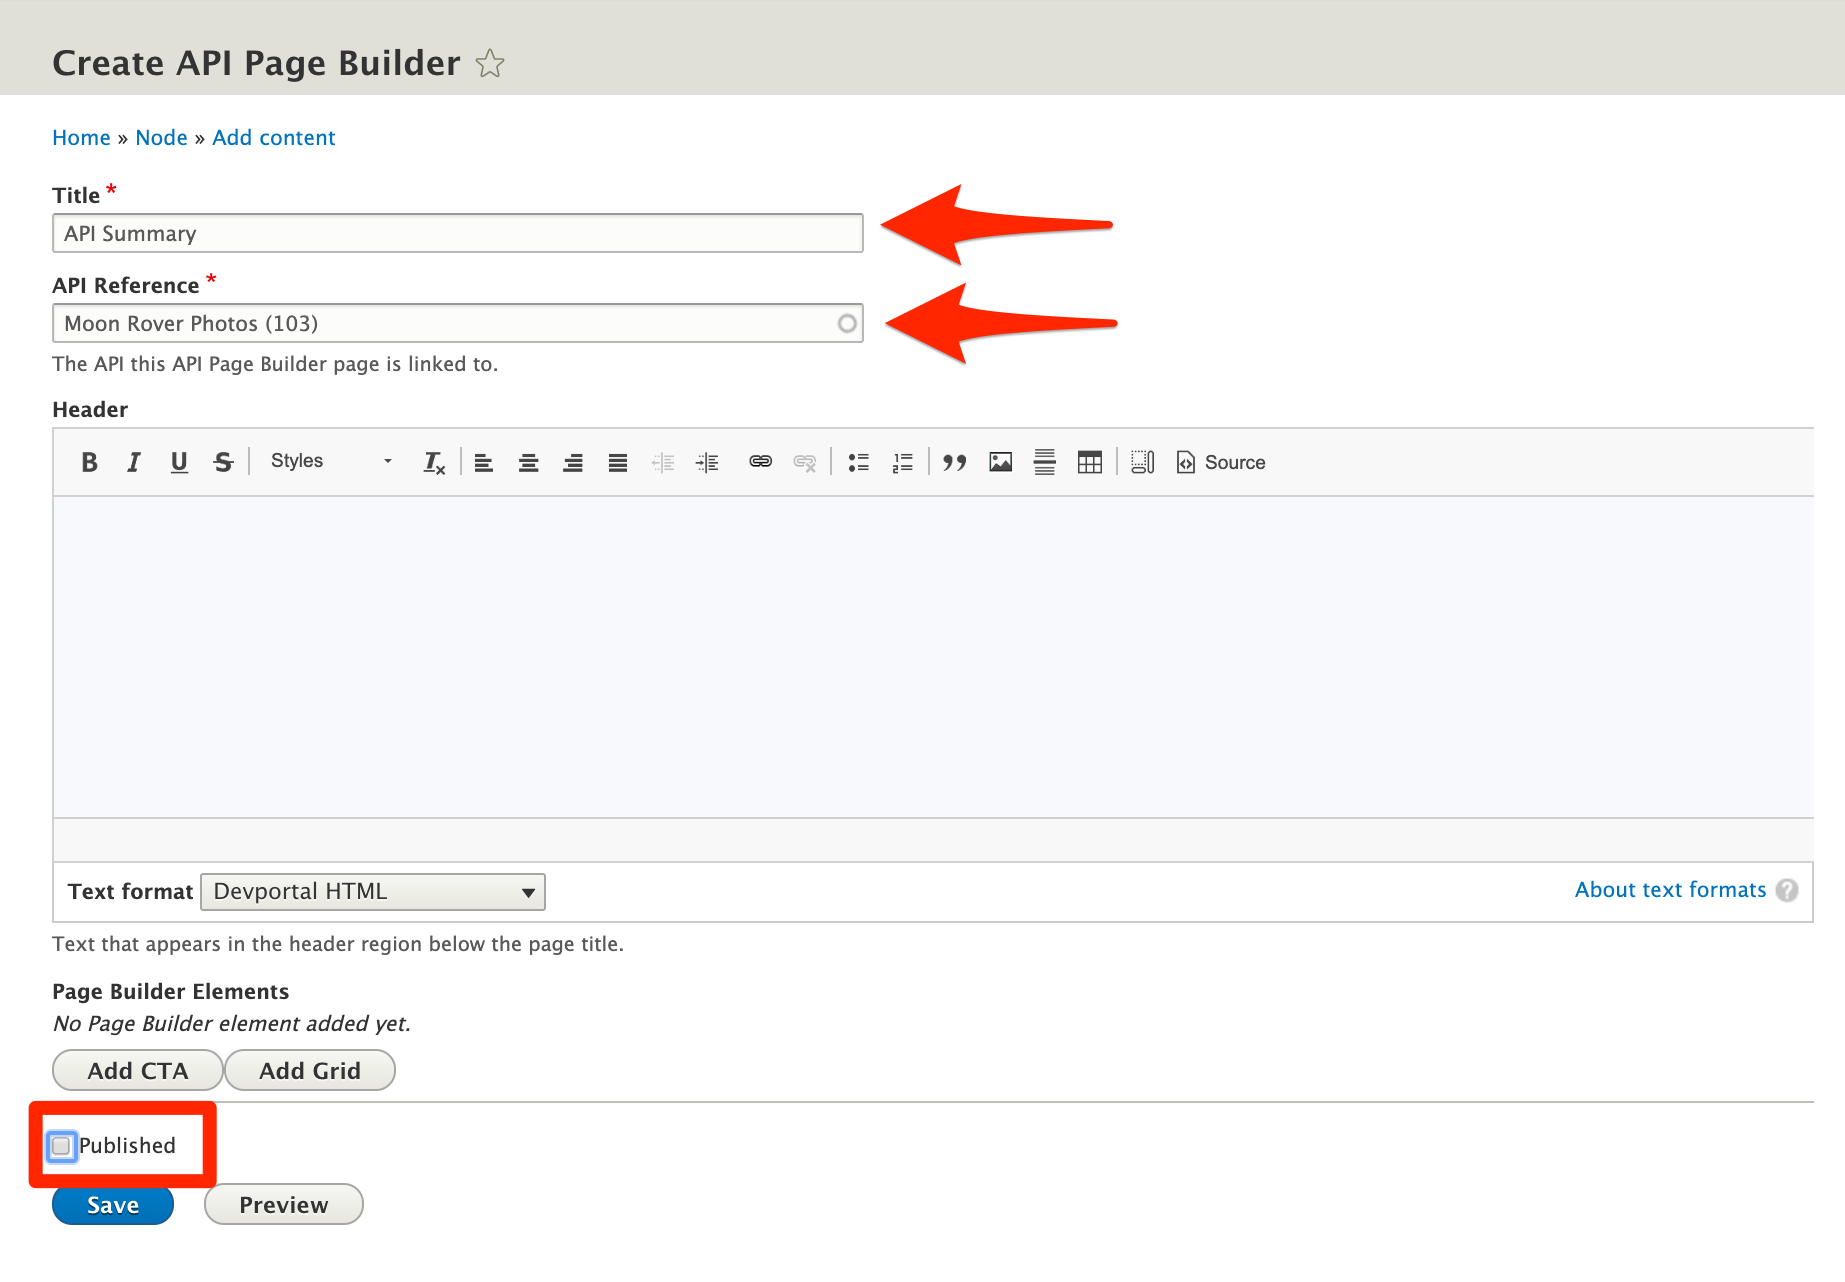 Create API Page Builder
Home » Node » Add content
Title *
API Summary
API Reference *
Moon Rover Photos (103)
The API this API Page Builder page is linked to.
Header
B I U S Styles Tx Source
Text format Devportal HTML About text formats ?
Text that appears in the header region below the page title.
Page Builder Elements
No Page Builder element added yet.
Add CTA Add Grid
Published
Save Preview